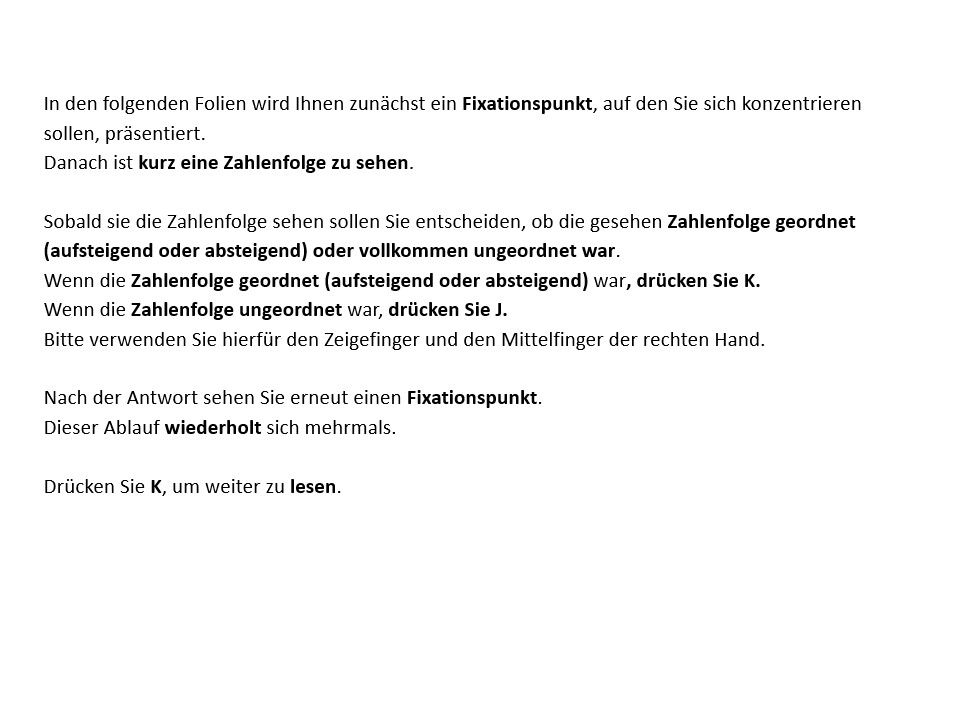 In den folgenden Folien wird Ihnen zunächst ein Fixationspunkt, auf den Sie sich konzentrieren
sollen, präsentiert.
Danach ist kurz eine Zahlenfolge zu sehen.
Sobald sie die Zahlenfolge sehen sollen Sie entscheiden, ob die gesehen Zahlenfolge geordnet
(aufsteigend oder absteigend) oder vollkommen ungeordnet war.
Wenn die Zahlenfolge geordnet (aufsteigend oder absteigend) war, drücken Sie K.
Wenn die Zahlenfolge ungeordnet war, drücken Sie J.
Bitte verwenden Sie hierfür den Zeigefinger und den Mittelfinger der rechten Hand.
Nach der Antwort sehen Sie erneut einen Fixationspunkt.
Dieser Ablauf wiederholt sich mehrmals.
Drücken Sie K, um weiter zu lesen.